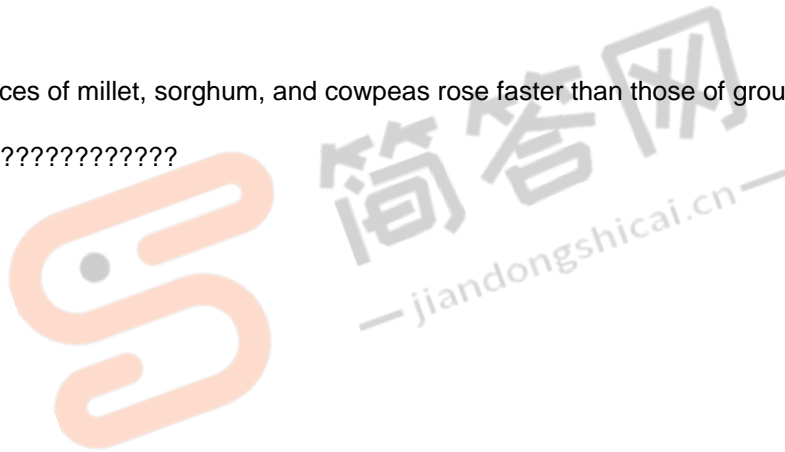 ces of millet, sorghum, and cowpeas rose faster than those of grou
????????????
简答网
jiandongshicai.cn